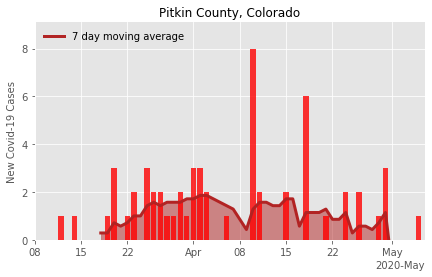 Pitkin County, Colorado
7 day moving average
New Covid-19 Cases
8
6
4
2
0
08 15 22 Apr 08 15 22 May
2020-May